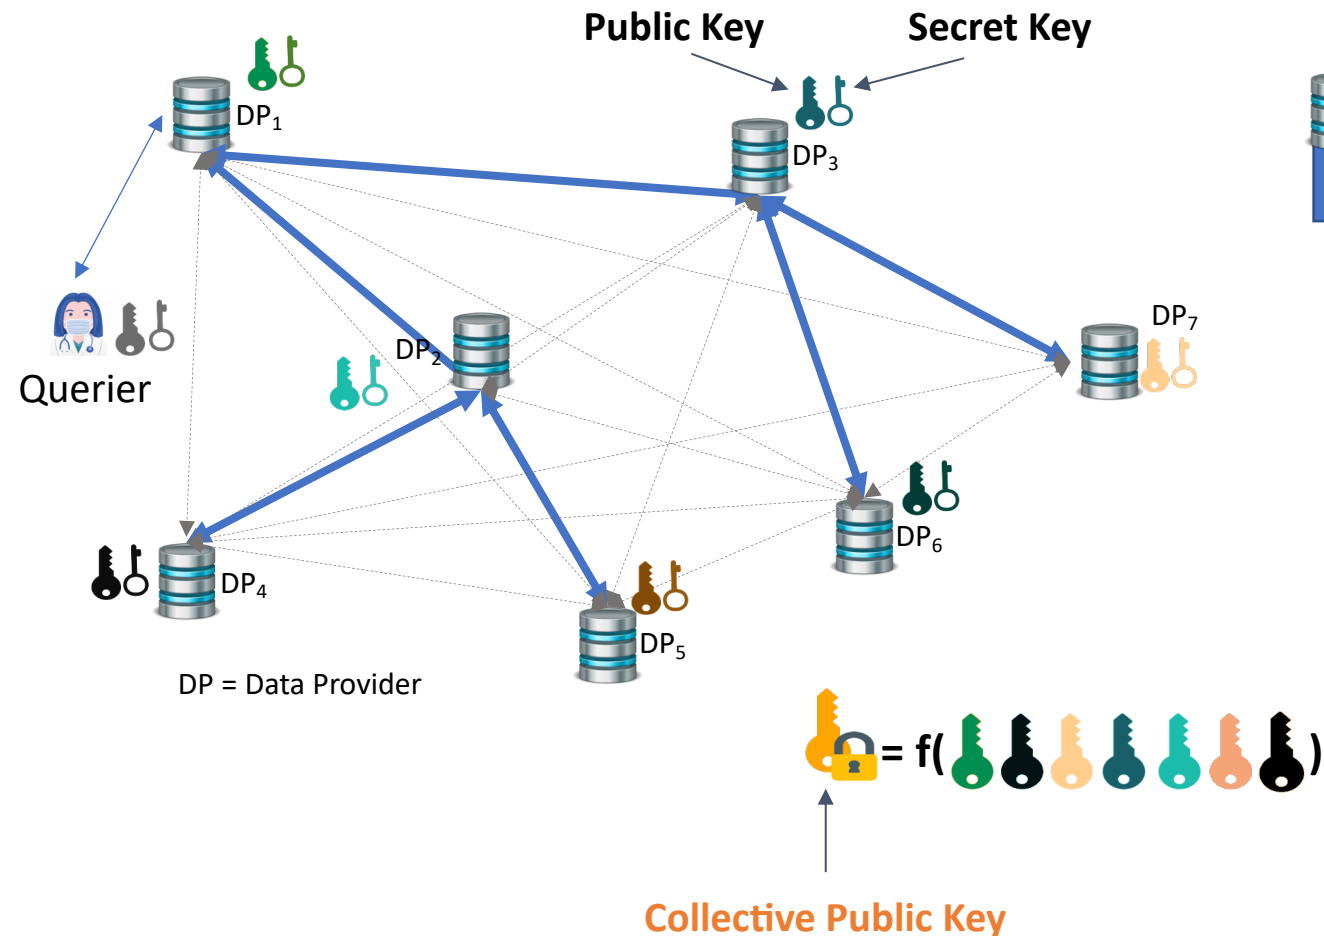 Public Key
Secret Key
DP1
DP3
Querier
DP2
DP7
DP4
DP6
DP5
DP = Data Provider
= f( )
Collective Public Key